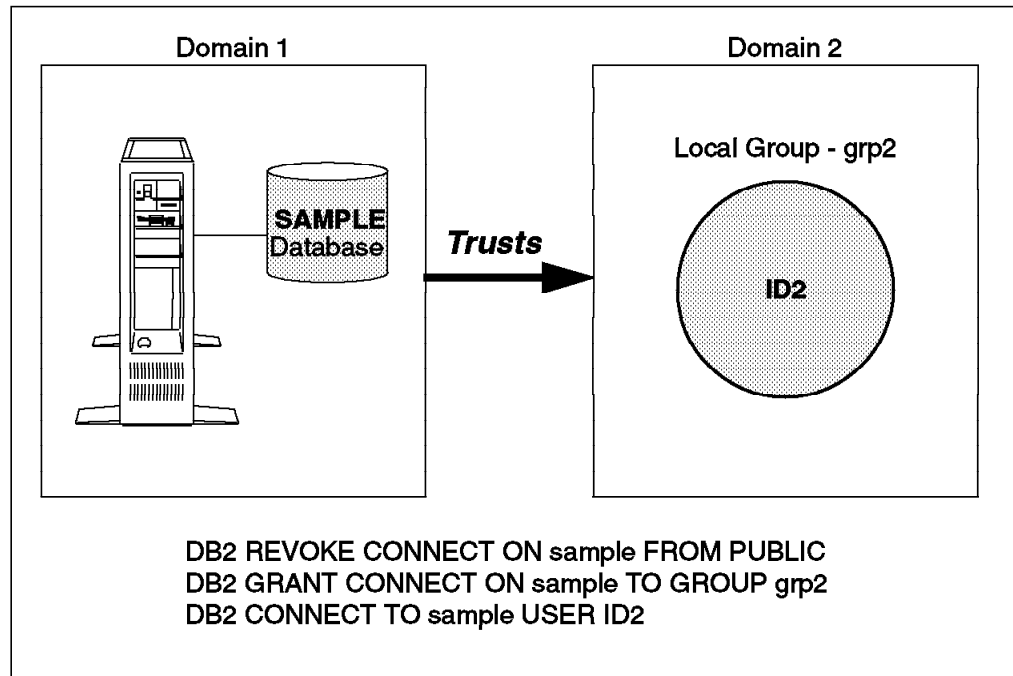 Domain 1
Domain 2
SAMPLE
Database
Trusts
Local Group - grp2
ID2
DB2 REVOKE CONNECT ON sample FROM PUBLIC
DB2 GRANT CONNECT ON sample TO GROUP grp2
DB2 CONNECT TO sample USER ID2